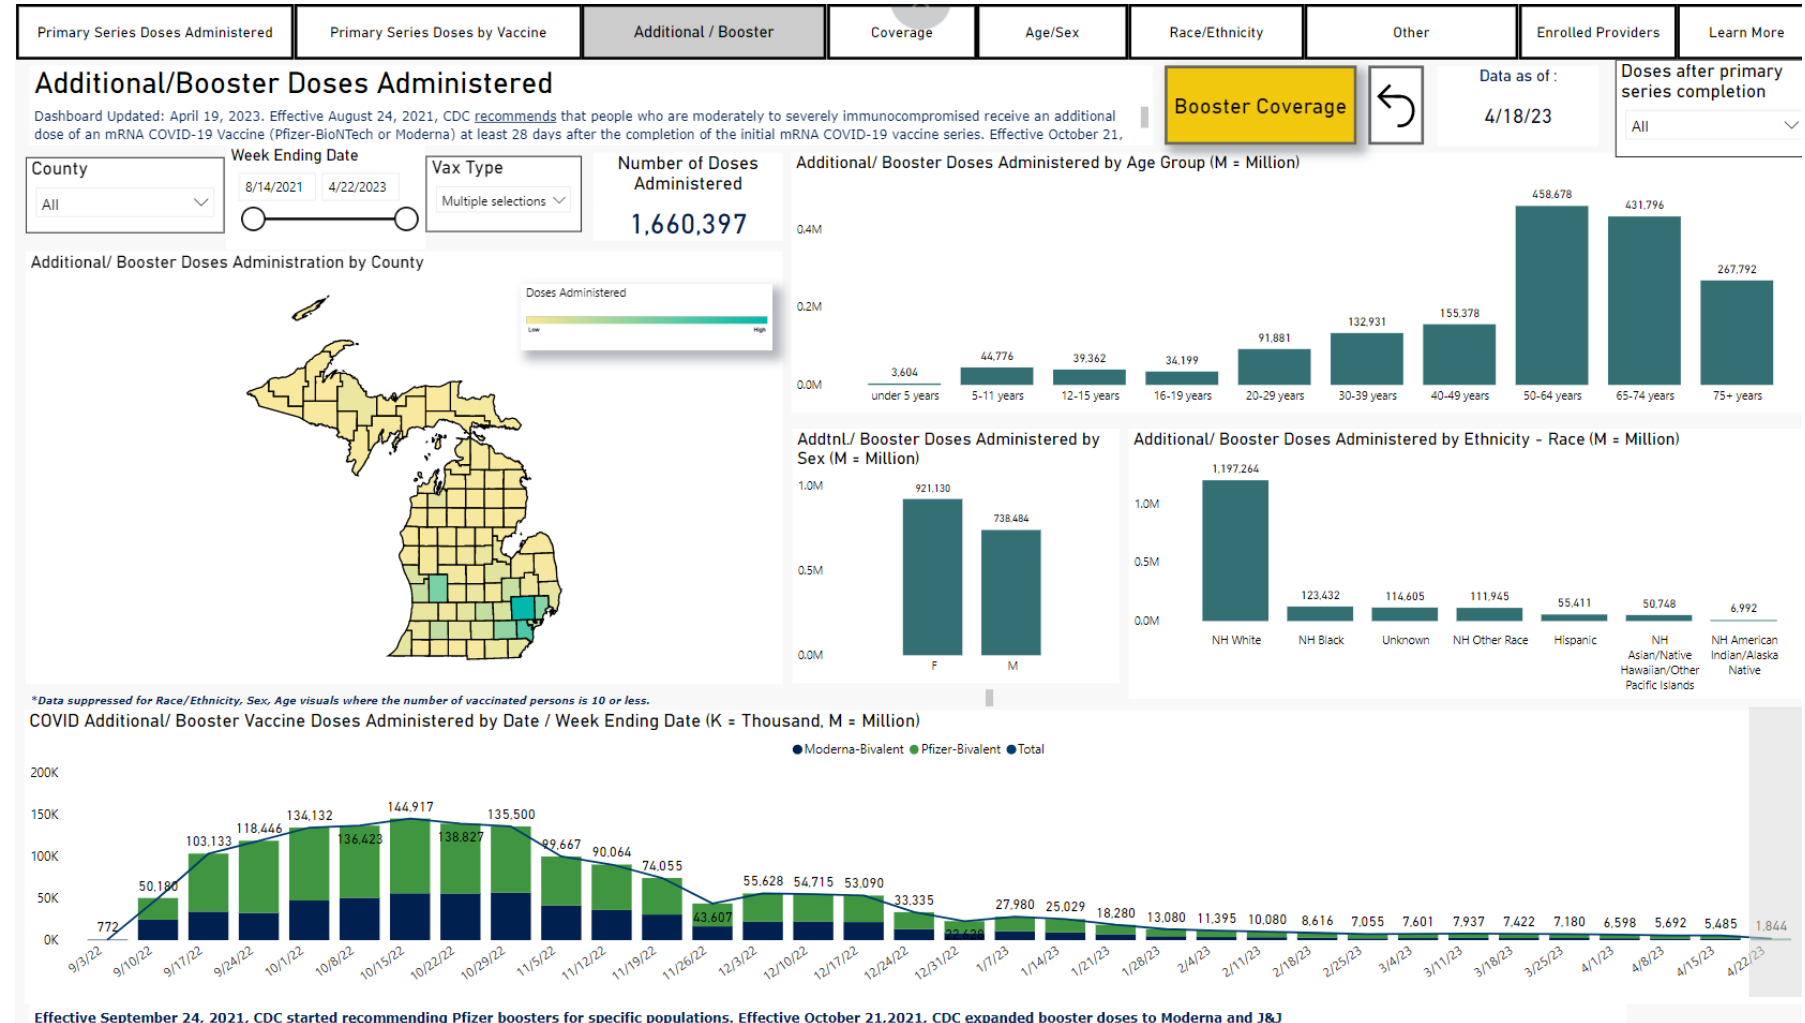 Primary Series Doses Administered
Primary Series Doses by Vaccine
Additional / Booster
Coverage
Age/Sex
Race/Ethnicity
Other
Enrolled Providers
Learn More
Additional/Booster Doses Administered
Dashboard Updated: April 19, 2023. Effective August 24, 2021, CDC recommends that people who are moderately to severely immunocompromised receive an additional
dose of an mRNA COVID-19 Vaccine (Pfizer-BioNTech or Moderna) at least 28 days after the completion of the initial mRNA COVID-19 vaccine series. Effective October 21,
Booster Coverage
Data as of :
4/18/23
Doses after primary
series completion
All
County
All
Week Ending Date
8/14/2021 4/22/2023
Vax Type
Multiple selections
Number of Doses
Administered
1,660,397
Additional/ Booster Doses Administration by County
Doses Administered
Low High
Additional/ Booster Doses Administered by Age Group (M = Million)
0.4M
0.2M
0.0M
3,604
44,776
39,362
34,199
91,881
132,931
155,378
458,678
431,796
267,792
under 5 years
5-11 years
12-15 years
16-19 years
20-29 years
30-39 years
40-49 years
50-64 years
65-74 years
75+ years
Addtnl./ Booster Doses Administered by
Sex (M = Million)
1.0M
0.5M
0.0M
921,130
738,484
F
M
Additional/ Booster Doses Administered by Ethnicity - Race (M = Million)
1.0M
0.5M
0.0M
1,197,264
123,432
114,605
111,945
55,411
50,748
6,992
NH White
NH Black
Unknown
NH Other Race
Hispanic
NH
Asian/Native
Hawaiian/Other
Pacific Islands
NH American
Indian/Alaska
Native
*Data suppressed for Race/Ethnicity, Sex, Age visuals where the number of vaccinated persons is 10 or less.
COVID Additional/ Booster Vaccine Doses Administered by Date / Week Ending Date (K = Thousand, M = Million)
Moderna-Bivalent Pfizer-Bivalent Total
200K
150K
100K
50K
0K
772
50,180
103,133
118,446
134,132
136,423
144,917
138,827
135,500
99,667
90,064
74,055
43,607
55,628
54,715
53,090
33,335
27,980
25,029
18,280
13,080
11,395
10,080
8,616
7,055
7,601
7,937
7,422
7,180
6,598
5,692
5,485
1,844
9/3/22
9/10/22
9/17/22
9/24/22
10/1/22
10/8/22
10/15/22
10/22/22
10/29/22
11/5/22
11/12/22
11/19/22
11/26/22
12/3/22
12/10/22
12/17/22
12/24/22
12/31/22
1/7/23
1/14/23
1/21/23
1/28/23
2/4/23
2/11/23
2/18/23
2/25/23
3/4/23
3/11/23
3/18/23
3/25/23
4/1/23
4/8/23
4/15/23
4/22/23
Effective September 24, 2021, CDC started recommending Pfizer boosters for specific populations. Effective October 21,2021, CDC expanded booster doses to Moderna and J&J